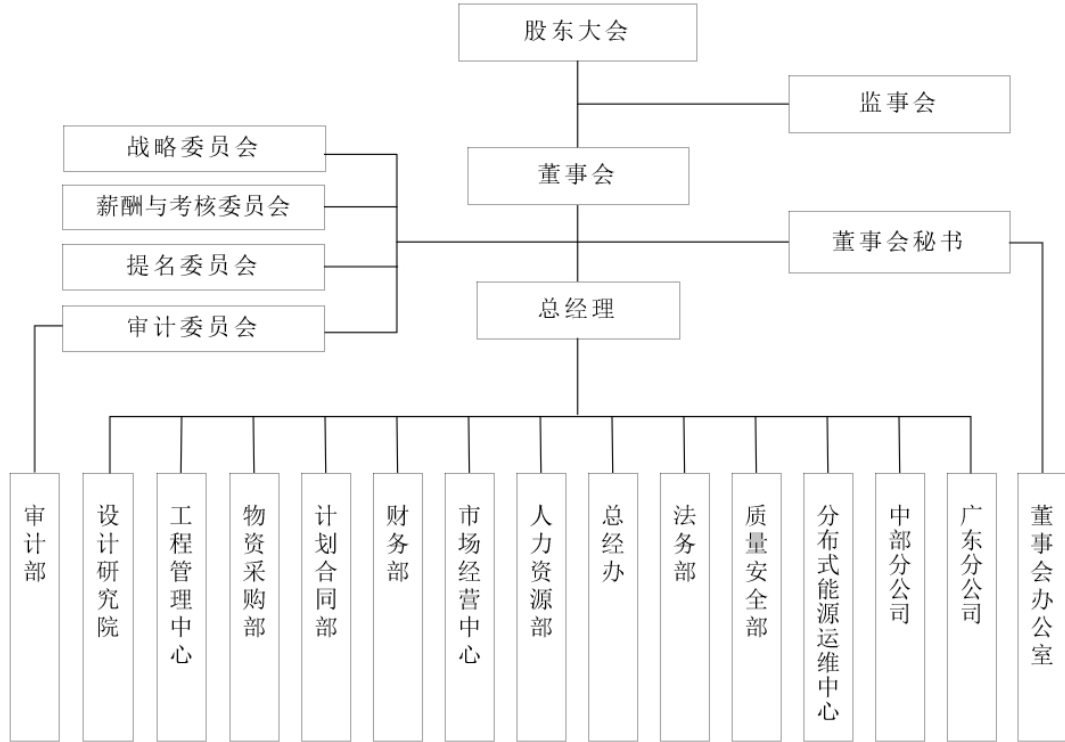 股东大会
监事会
战略委员会
董事会
薪酬与考核委员会
董事会秘书
提名委员会
总经理
审计委员会
审计部
设计研究院
工程管理中心
物资采购部
计划合同部
财务部
市场经营中心
人力资源部
总经办
法务部
质量安全部
分布式能源运维中心
中部分公司
广东分公司
董事会办公室